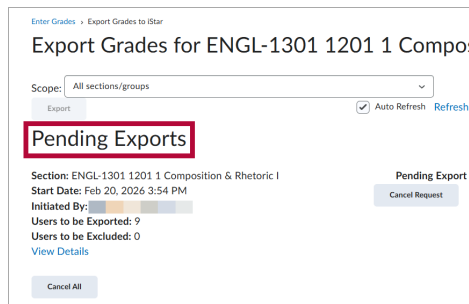 Enter Grades › Export Grades to iStar
Export Grades for ENGL-1301 1201 1 Compos
Scope: All sections/groups
Export Auto Refresh Refresh
Pending Exports
Section: ENGL-1301 1201 1 Composition & Rhetoric I Pending Export
Start Date: Feb 20, 2026 3:54 PM Cancel Request
Initiated By:
Users to be Exported: 9
Users to be Excluded: 0
View Details
Cancel All